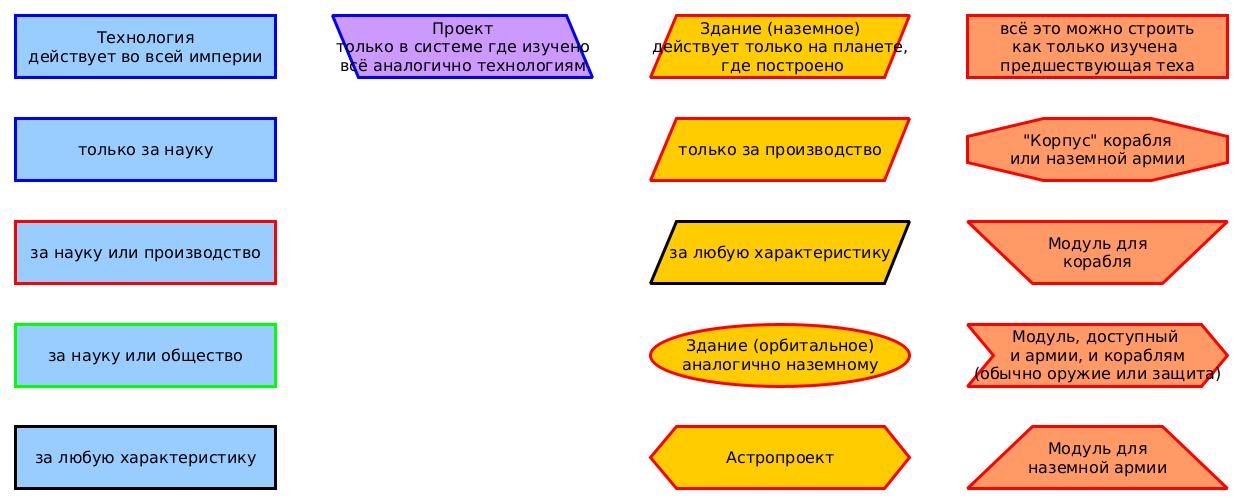 Технология
действует во всей империи
Проект
только в системе где изучено
всё аналогично технологиям
Здание (наземное)
действует только на планете,
где построено
всё это можно строить
как только изучена
предшествующая теха
только за науку
только за производство
"Корпус" корабля
или наземной армии
за науку или производство
за любую характеристику
Модуль для
корабля
за науку или общество
Здание (орбитальное)
аналогично наземному
Модуль, доступный
и армии, и кораблям
(обычно оружие или защита)
за любую характеристику
Астропроект
Модуль для
наземной армии